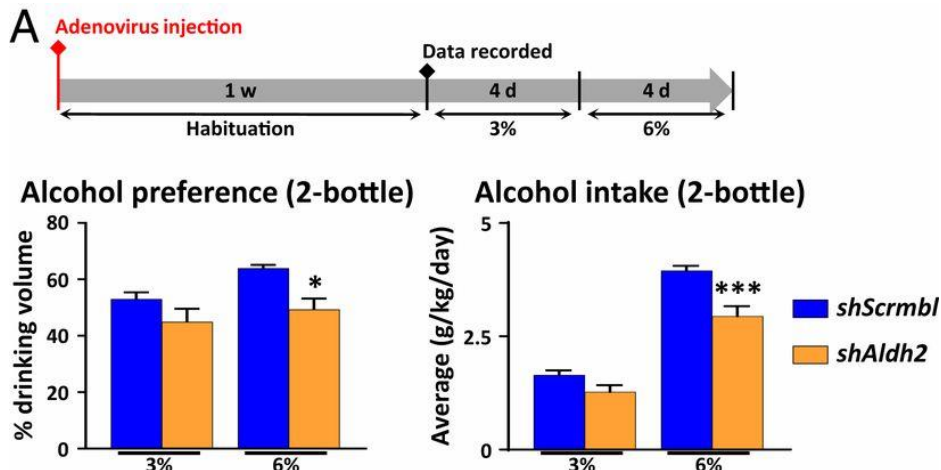 A
Adenovirus injection
Data recorded
1 w
4 d
4 d
Habituation
3%
6%
Alcohol preference (2-bottle)
% drinking volume
80
60
40
20
0
*
3%
6%
Alcohol intake (2-bottle)
Average (g/kg/day)
5
2.5
0
***
3%
6%
shScrmbl
shAldh2